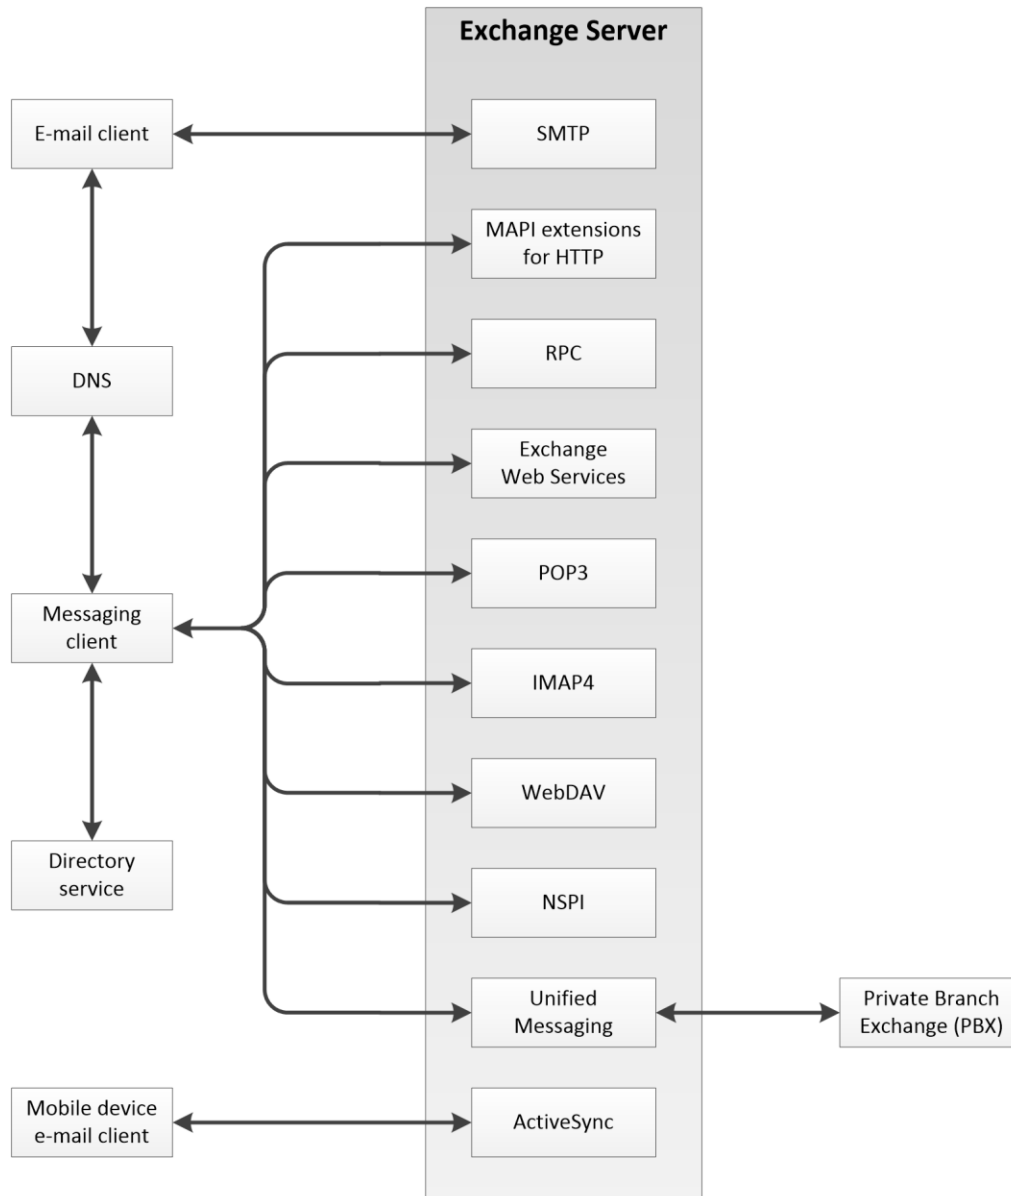 Exchange Server
E-mail client
SMTP
MAPI extensions
for HTTP
RPC
DNS
Exchange
Web Services
POP3
Messaging
client
IMAP4
WebDAV
Directory
service
NSPI
Unified
Messaging
Private Branch
Exchange (PBX)
Mobile device
e-mail client
ActiveSync